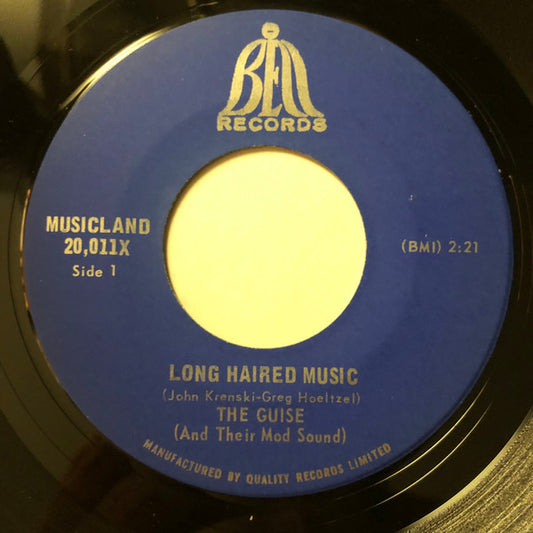 BELL
RECORDS
MUSICLAND
20,011X
Side 1
(BMI) 2:21
LONG HAIRED MUSIC
(John Krenski-Greg Hoeltzel)
THE GUISE
(And Their Mod Sound)
MANUFACTURED BY QUALITY RECORDS LIMITED